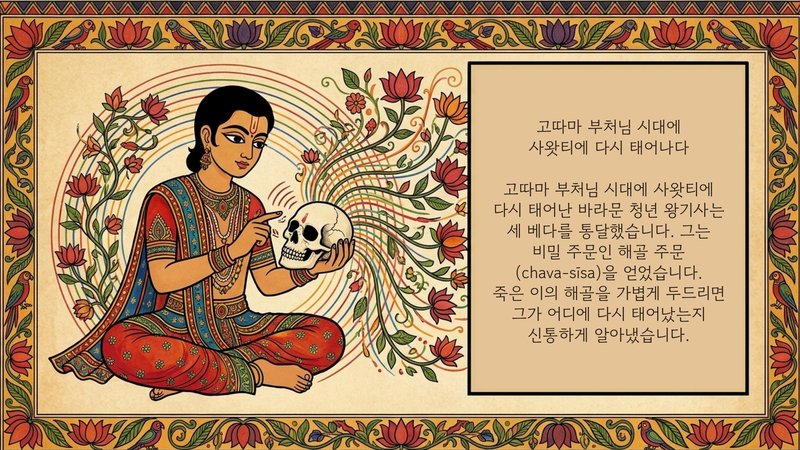 고따마 부처님 시대에
사왓티에 다시 태어나다
고따마 부처님 시대에 사왓티에
다시 태어난 바라문 청년 왕기사는
세 베다를 통달했습니다. 그는
비밀 주문인 해골 주문
(chava-sīsa)을 얻었습니다.
죽은 이의 해골을 가볍게 두드리면
그가 어디에 다시 태어났는지
신통하게 알아냈습니다.